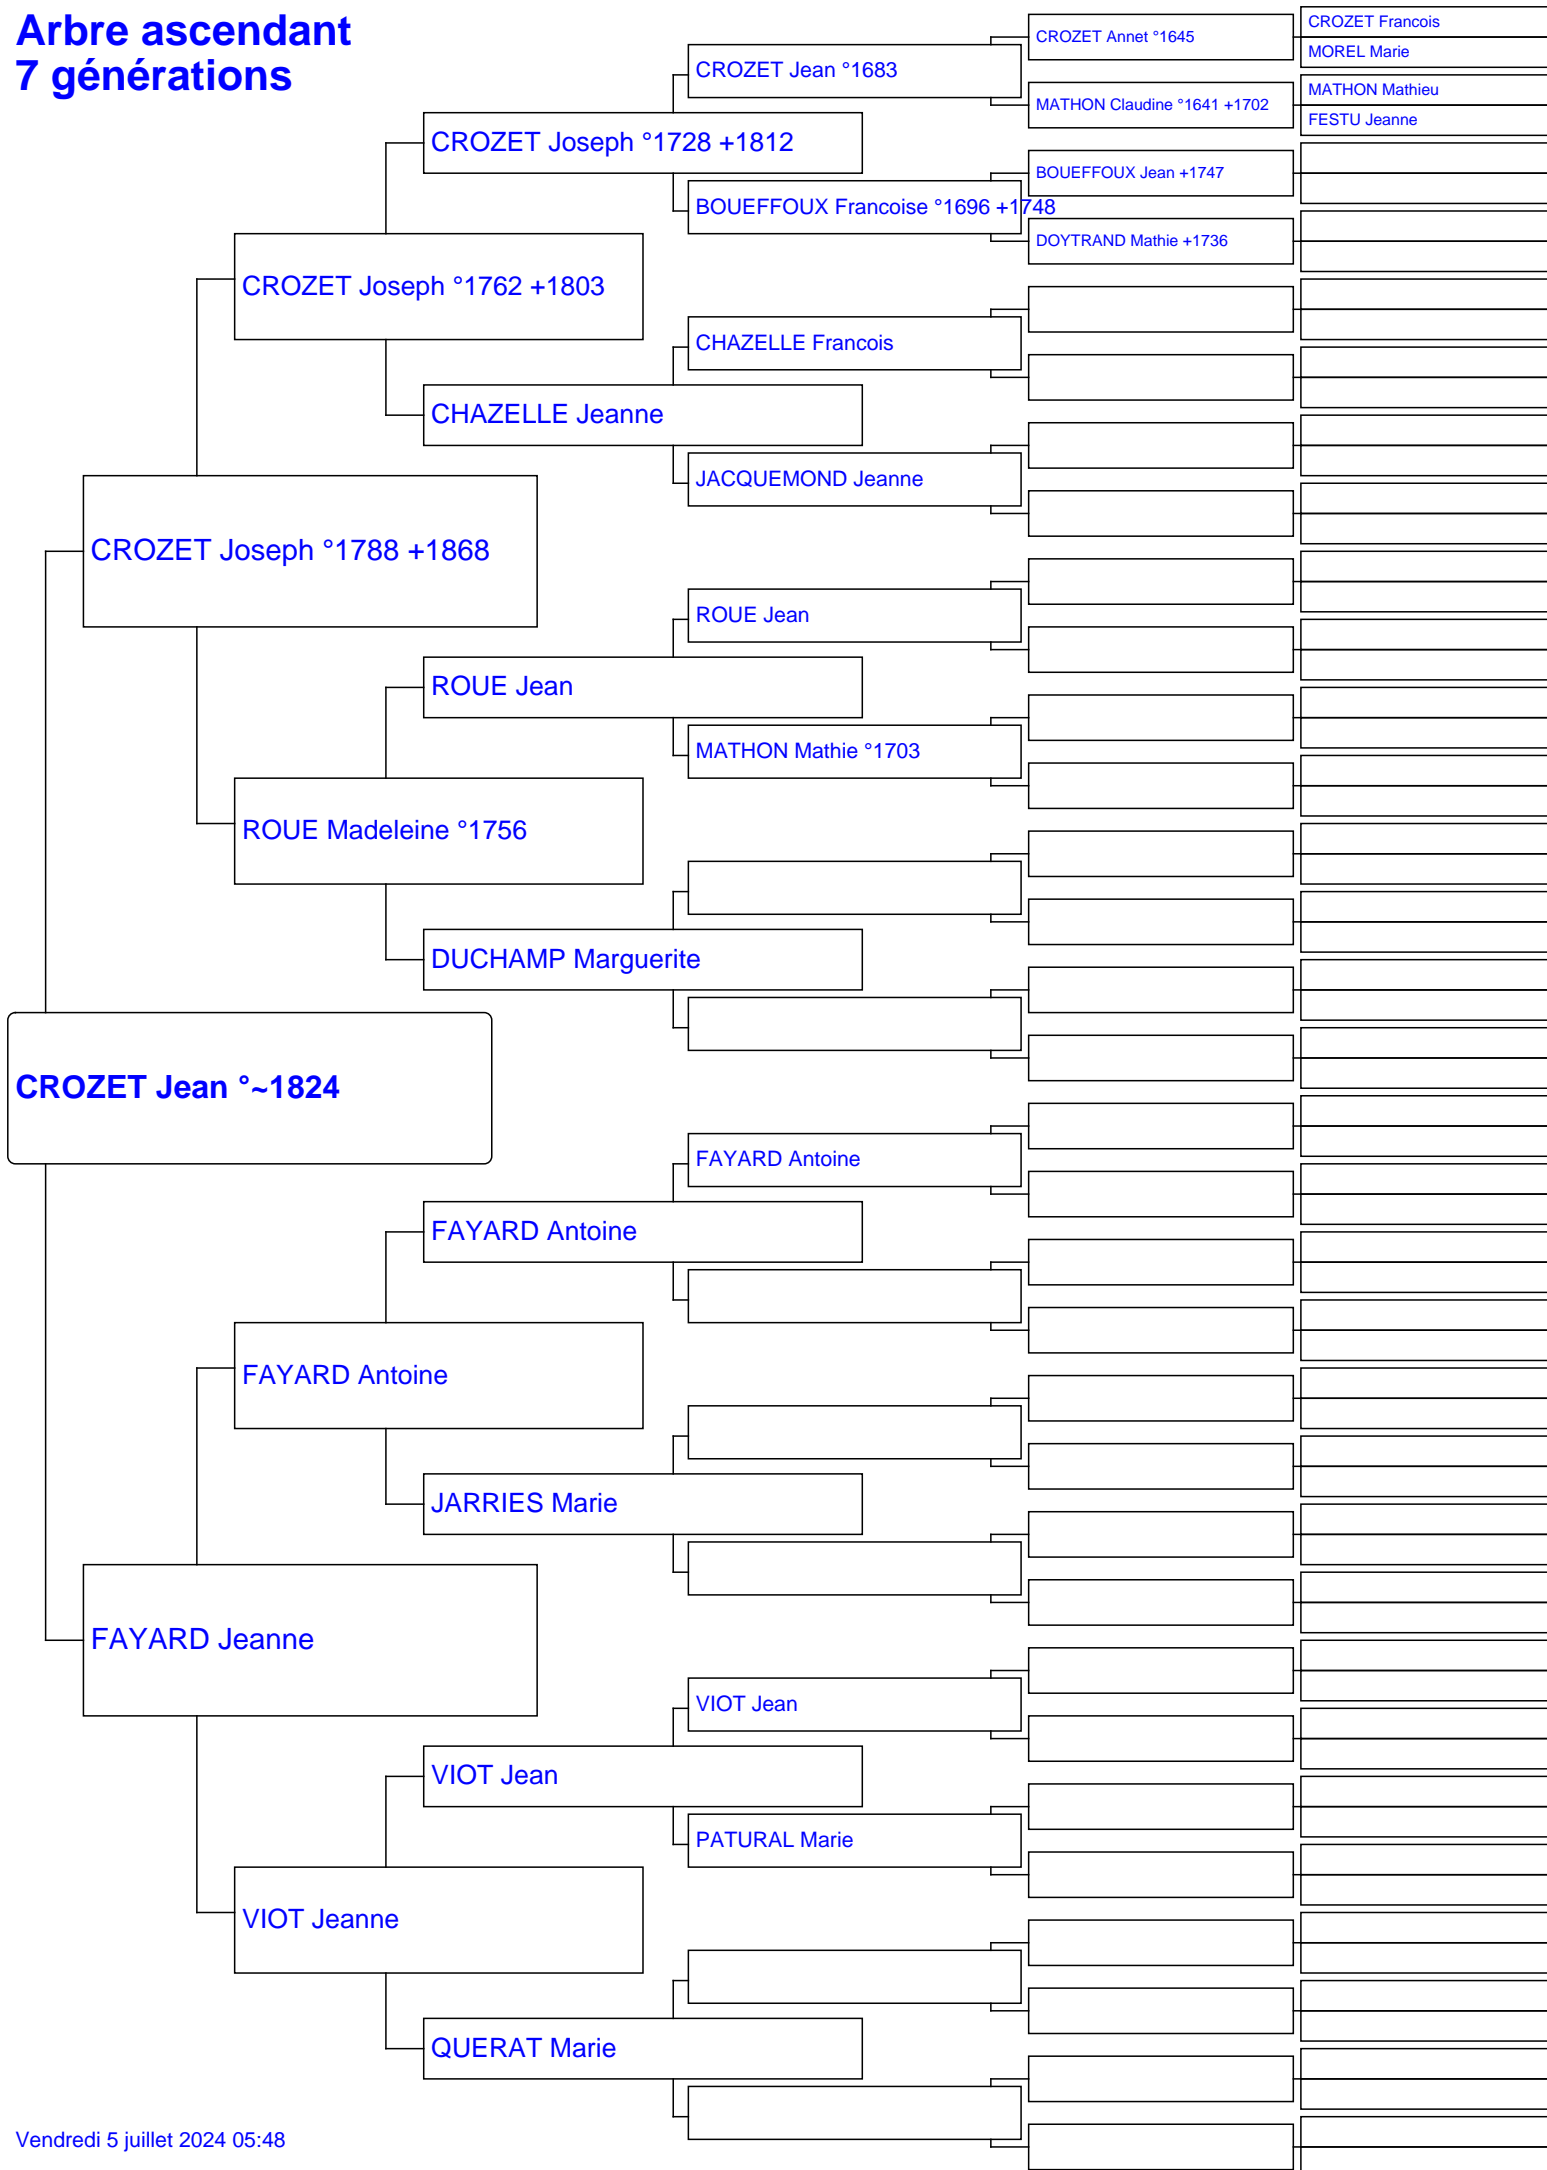 Arbre ascendant
7 générations
CROZET Francois
CROZET Annet °1645
MOREL Marie
CROZET Jean °1683
MATHON Mathieu
MATHON Claudine °1641 +1702
FESTU Jeanne
CROZET Joseph °1728 +1812
BOUEFFOUX Jean +1747
BOUEFFOUX Francoise °1696 +1748
DOYTRAND Mathie +1736
CROZET Joseph °1762 +1803
CHAZELLE Francois
CHAZELLE Jeanne
JACQUEMOND Jeanne
CROZET Joseph °1788 +1868
ROUE Jean
ROUE Jean
MATHON Mathie °1703
ROUE Madeleine °1756
DUCHAMP Marguerite
CROZET Jean °~1824
FAYARD Antoine
FAYARD Antoine
FAYARD Antoine
JARRIES Marie
FAYARD Jeanne
VIOT Jean
VIOT Jean
PATURAL Marie
VIOT Jeanne
QUERAT Marie
Vendredi 5 juillet 2024 05:48